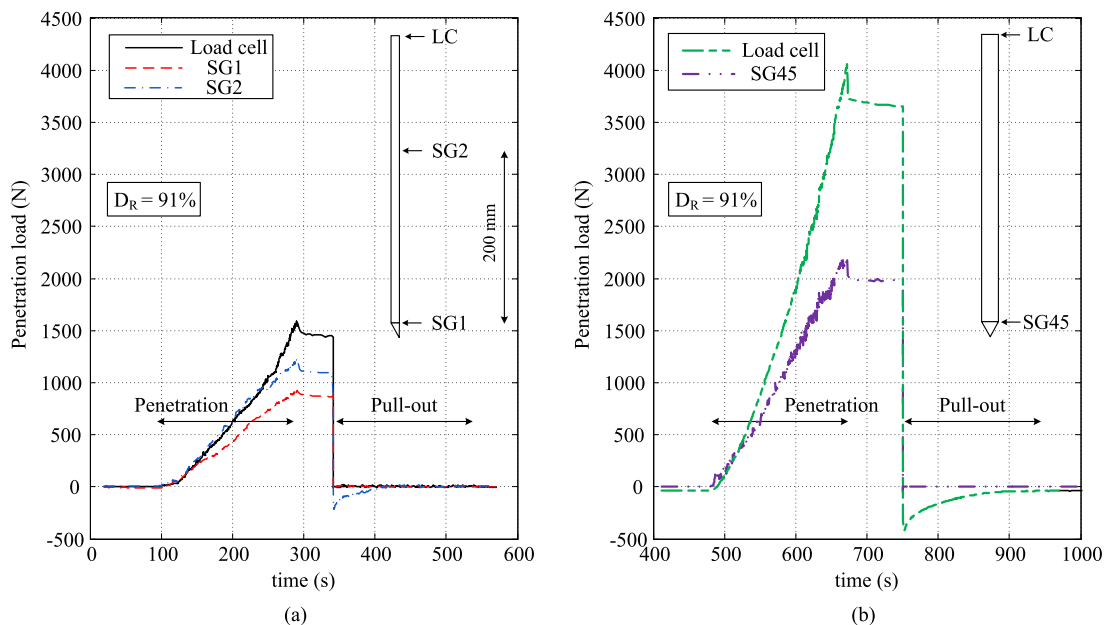 4500
4000
3500
3000
2500
2000
1500
1000
500
0
-500
Penetration load (N)
Load cell
SG1
SG2
LC
SG2
200 mm
D_R = 91%
SG1
Penetration
Pull-out
0 100 200 300 400 500 600
time (s)
(a)
4500
4000
3500
3000
2500
2000
1500
1000
500
0
-500
Penetration load (N)
Load cell
SG45
LC
D_R = 91%
SG45
Penetration
Pull-out
400 500 600 700 800 900 1000
time (s)
(b)